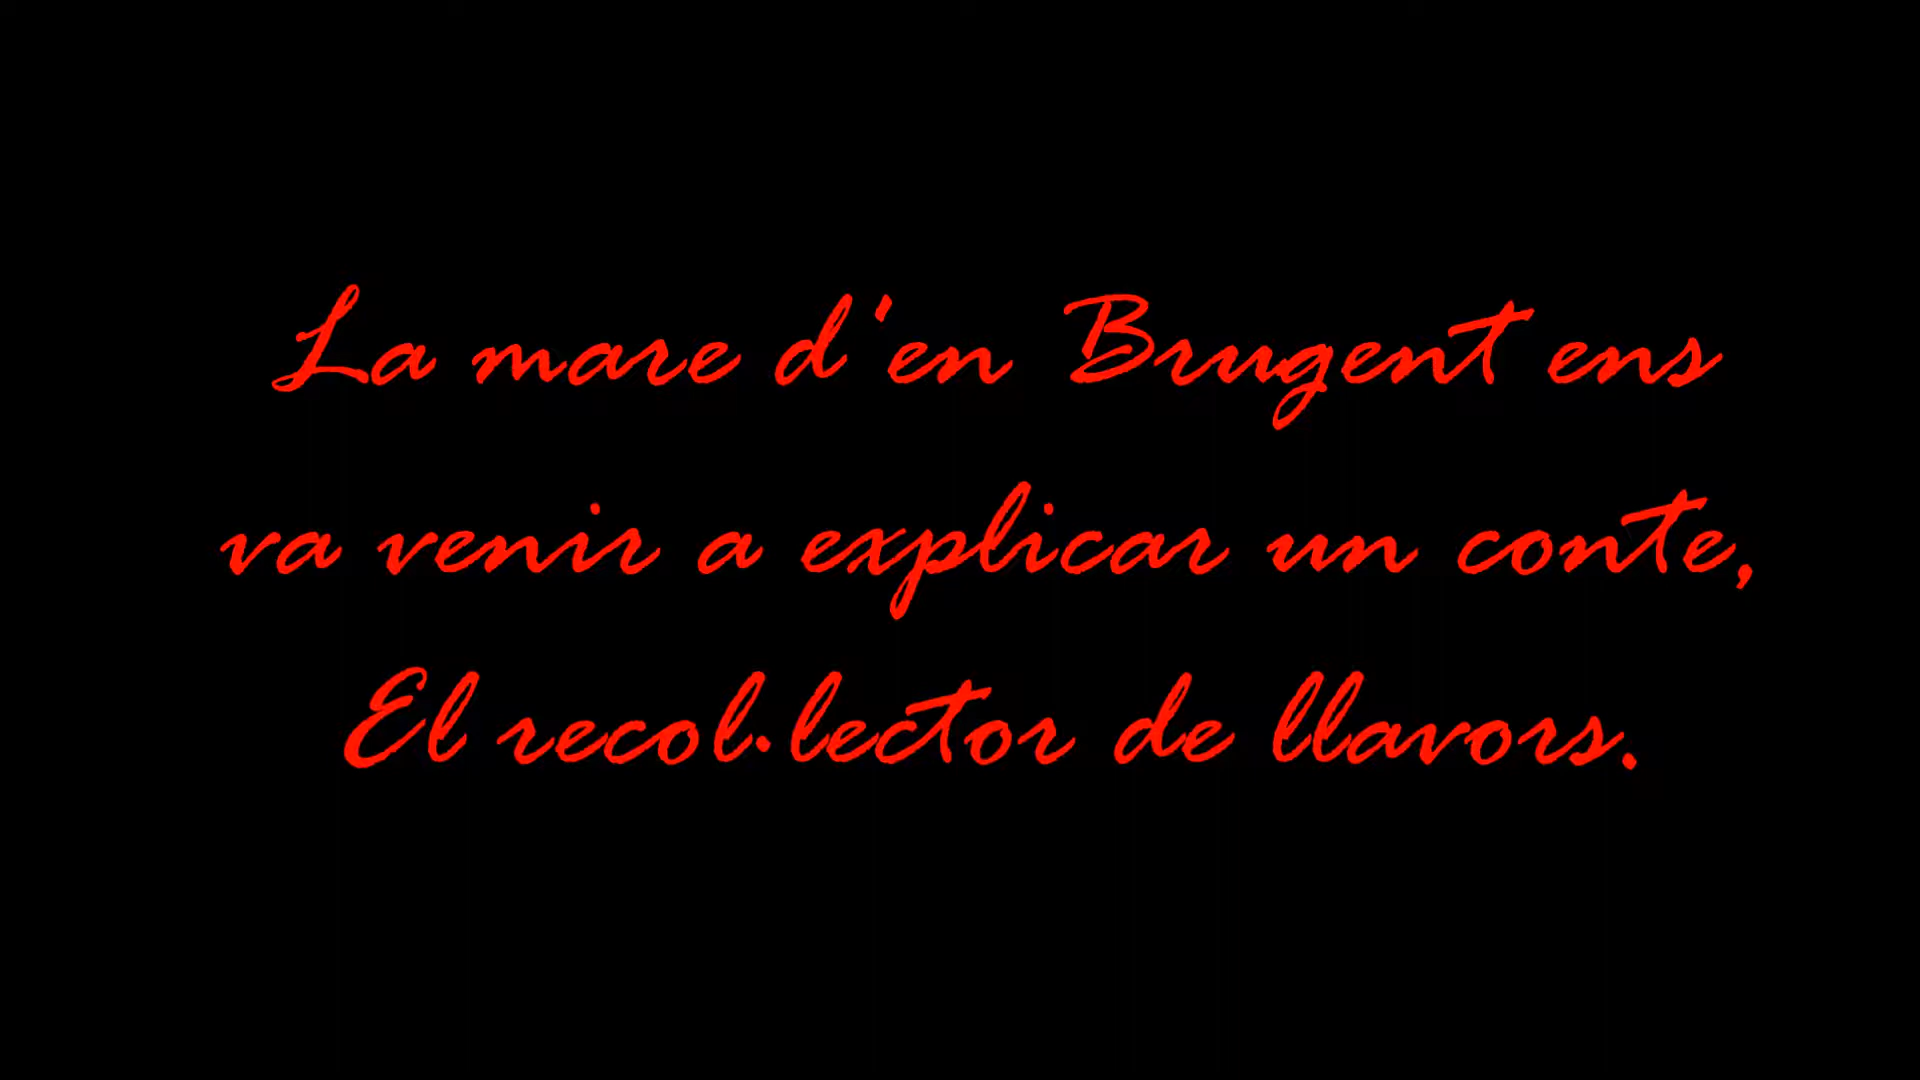 La mare d'en Brugent ens
va venir a explicar un conte,
El recol·lector de llavors.